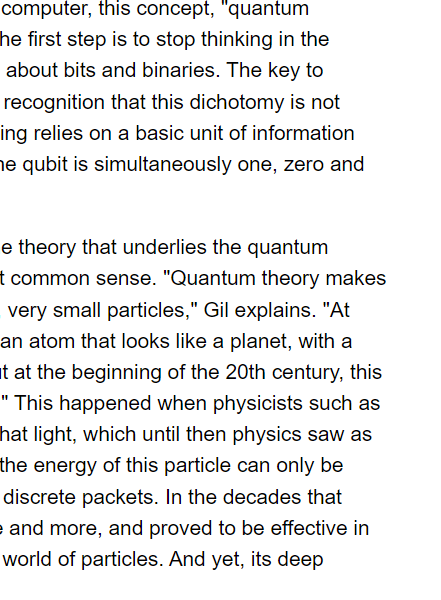 computer, this concept, "quantum
he first step is to stop thinking in the
about bits and binaries. The key to
recognition that this dichotomy is not
ing relies on a basic unit of information
he qubit is simultaneously one, zero and
e theory that underlies the quantum
t common sense. "Quantum theory makes
very small particles," Gil explains. "At
an atom that looks like a planet, with a
t at the beginning of the 20th century, this
" This happened when physicists such as
hat light, which until then physics saw as
the energy of this particle can only be
discrete packets. In the decades that
e and more, and proved to be effective in
world of particles. And yet, its deep